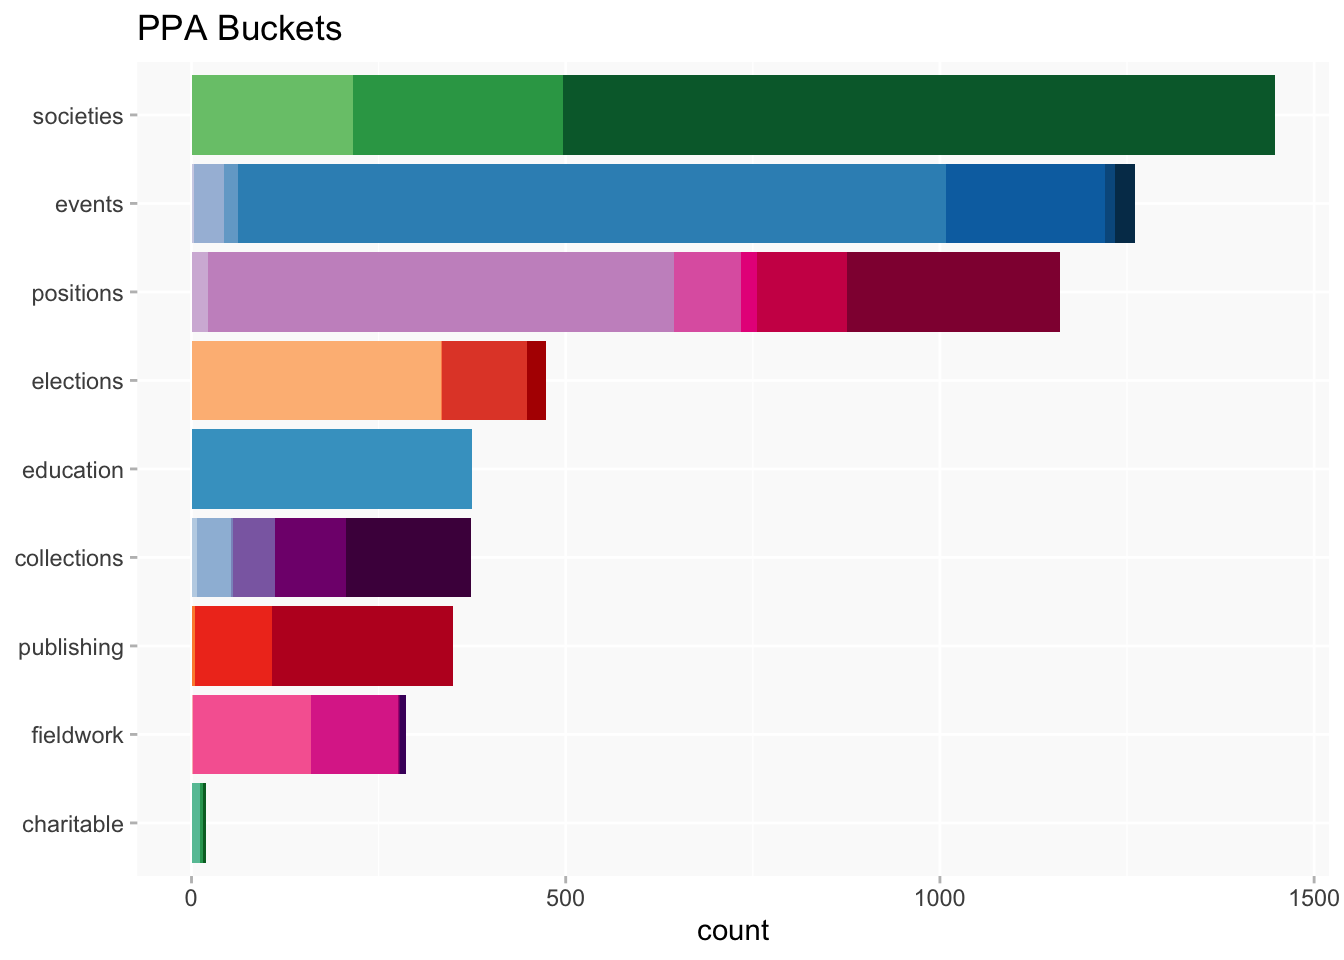 PPA Buckets
societies
events
positions
elections
education
collections
publishing
fieldwork
charitable
0 500 1000 1500
count